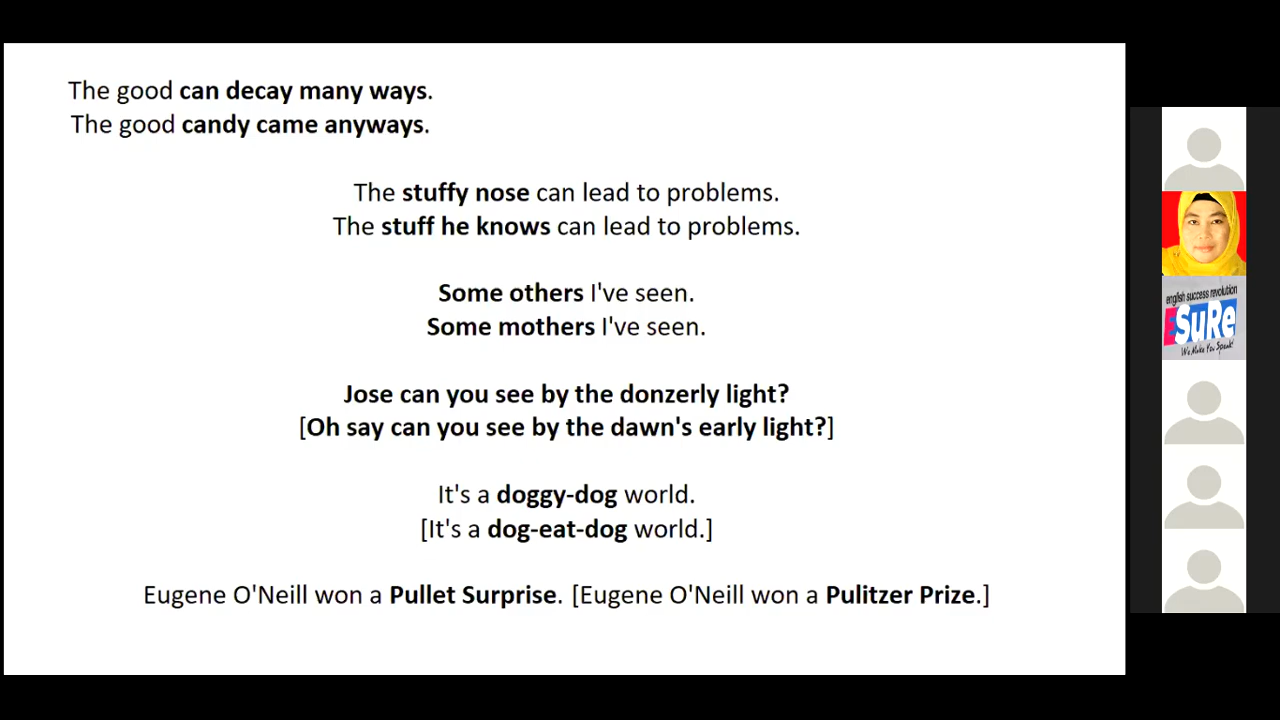 The good can decay many ways.
The good candy came anyways.
The stuffy nose can lead to problems.
The stuff he knows can lead to problems.
Some others I've seen.
Some mothers I've seen.
Jose can you see by the donzerly light?
[Oh say can you see by the dawn's early light?]
It's a doggy-dog world.
[It's a dog-eat-dog world.]
Eugene O'Neill won a Pullet Surprise. [Eugene O'Neill won a Pulitzer Prize.]
english success revolution
SuRe
We Make You Speak!